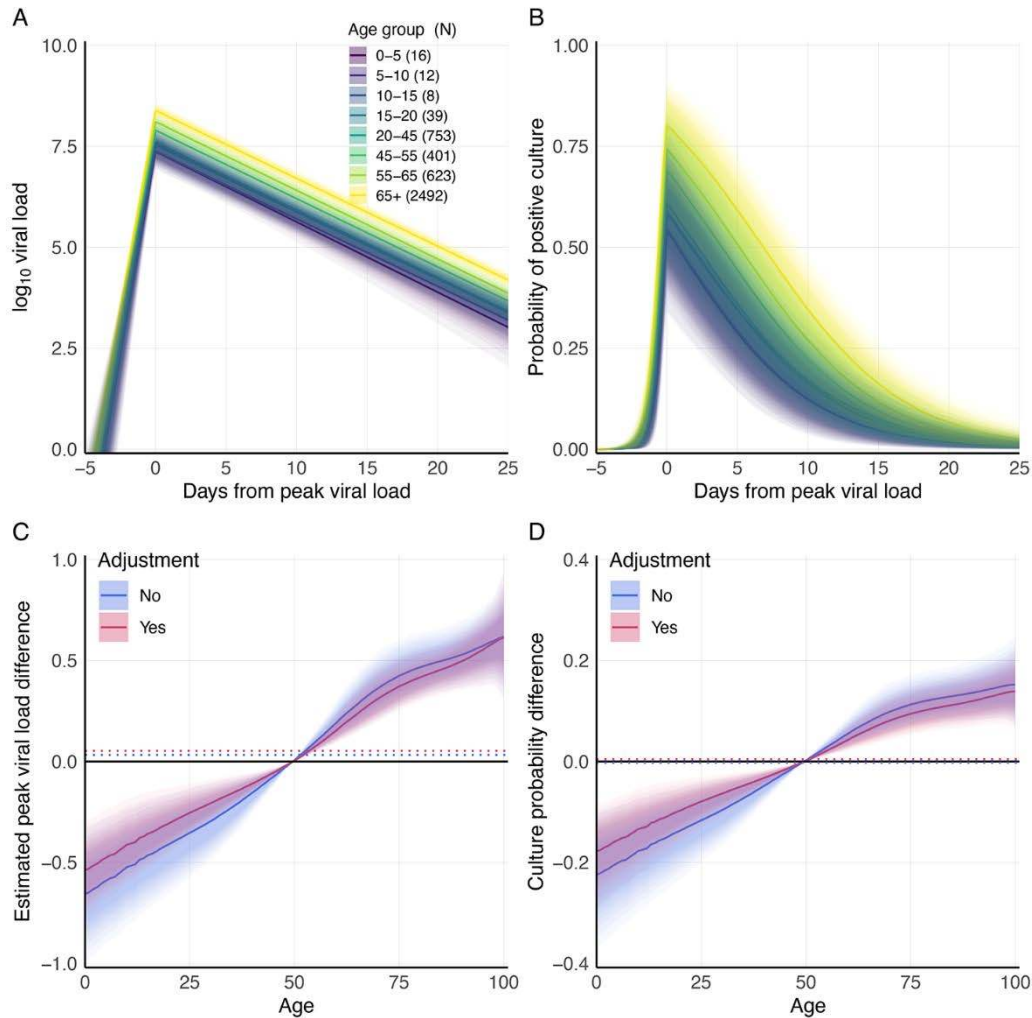 A
log10 viral load
10.0
7.5
5.0
2.5
0.0
−5
0
5
10
15
20
25
Days from peak viral load
Age group (N)
0−5 (16)
5−10 (12)
10−15 (8)
15−20 (39)
20−45 (753)
45−55 (401)
55−65 (623)
65+ (2492)
B
Probability of positive culture
1.00
0.75
0.50
0.25
0.00
−5
0
5
10
15
20
25
Days from peak viral load
C
Estimated peak viral load difference
1.0
0.5
0.0
−0.5
−1.0
0
25
50
75
100
Age
Adjustment
No
Yes
D
Culture probability difference
0.4
0.2
0.0
−0.2
−0.4
0
25
50
75
100
Age
Adjustment
No
Yes